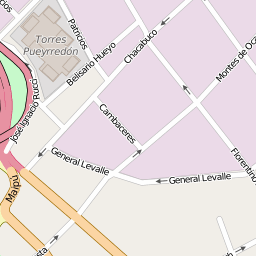 Patricios
Torres
Pueyrredón
Belisario Hueyo
Chacabuco
Montes de Oca
José Ignacio Rucci
Cambaceres
General Levalle
Florentino
General Levalle
Maipú